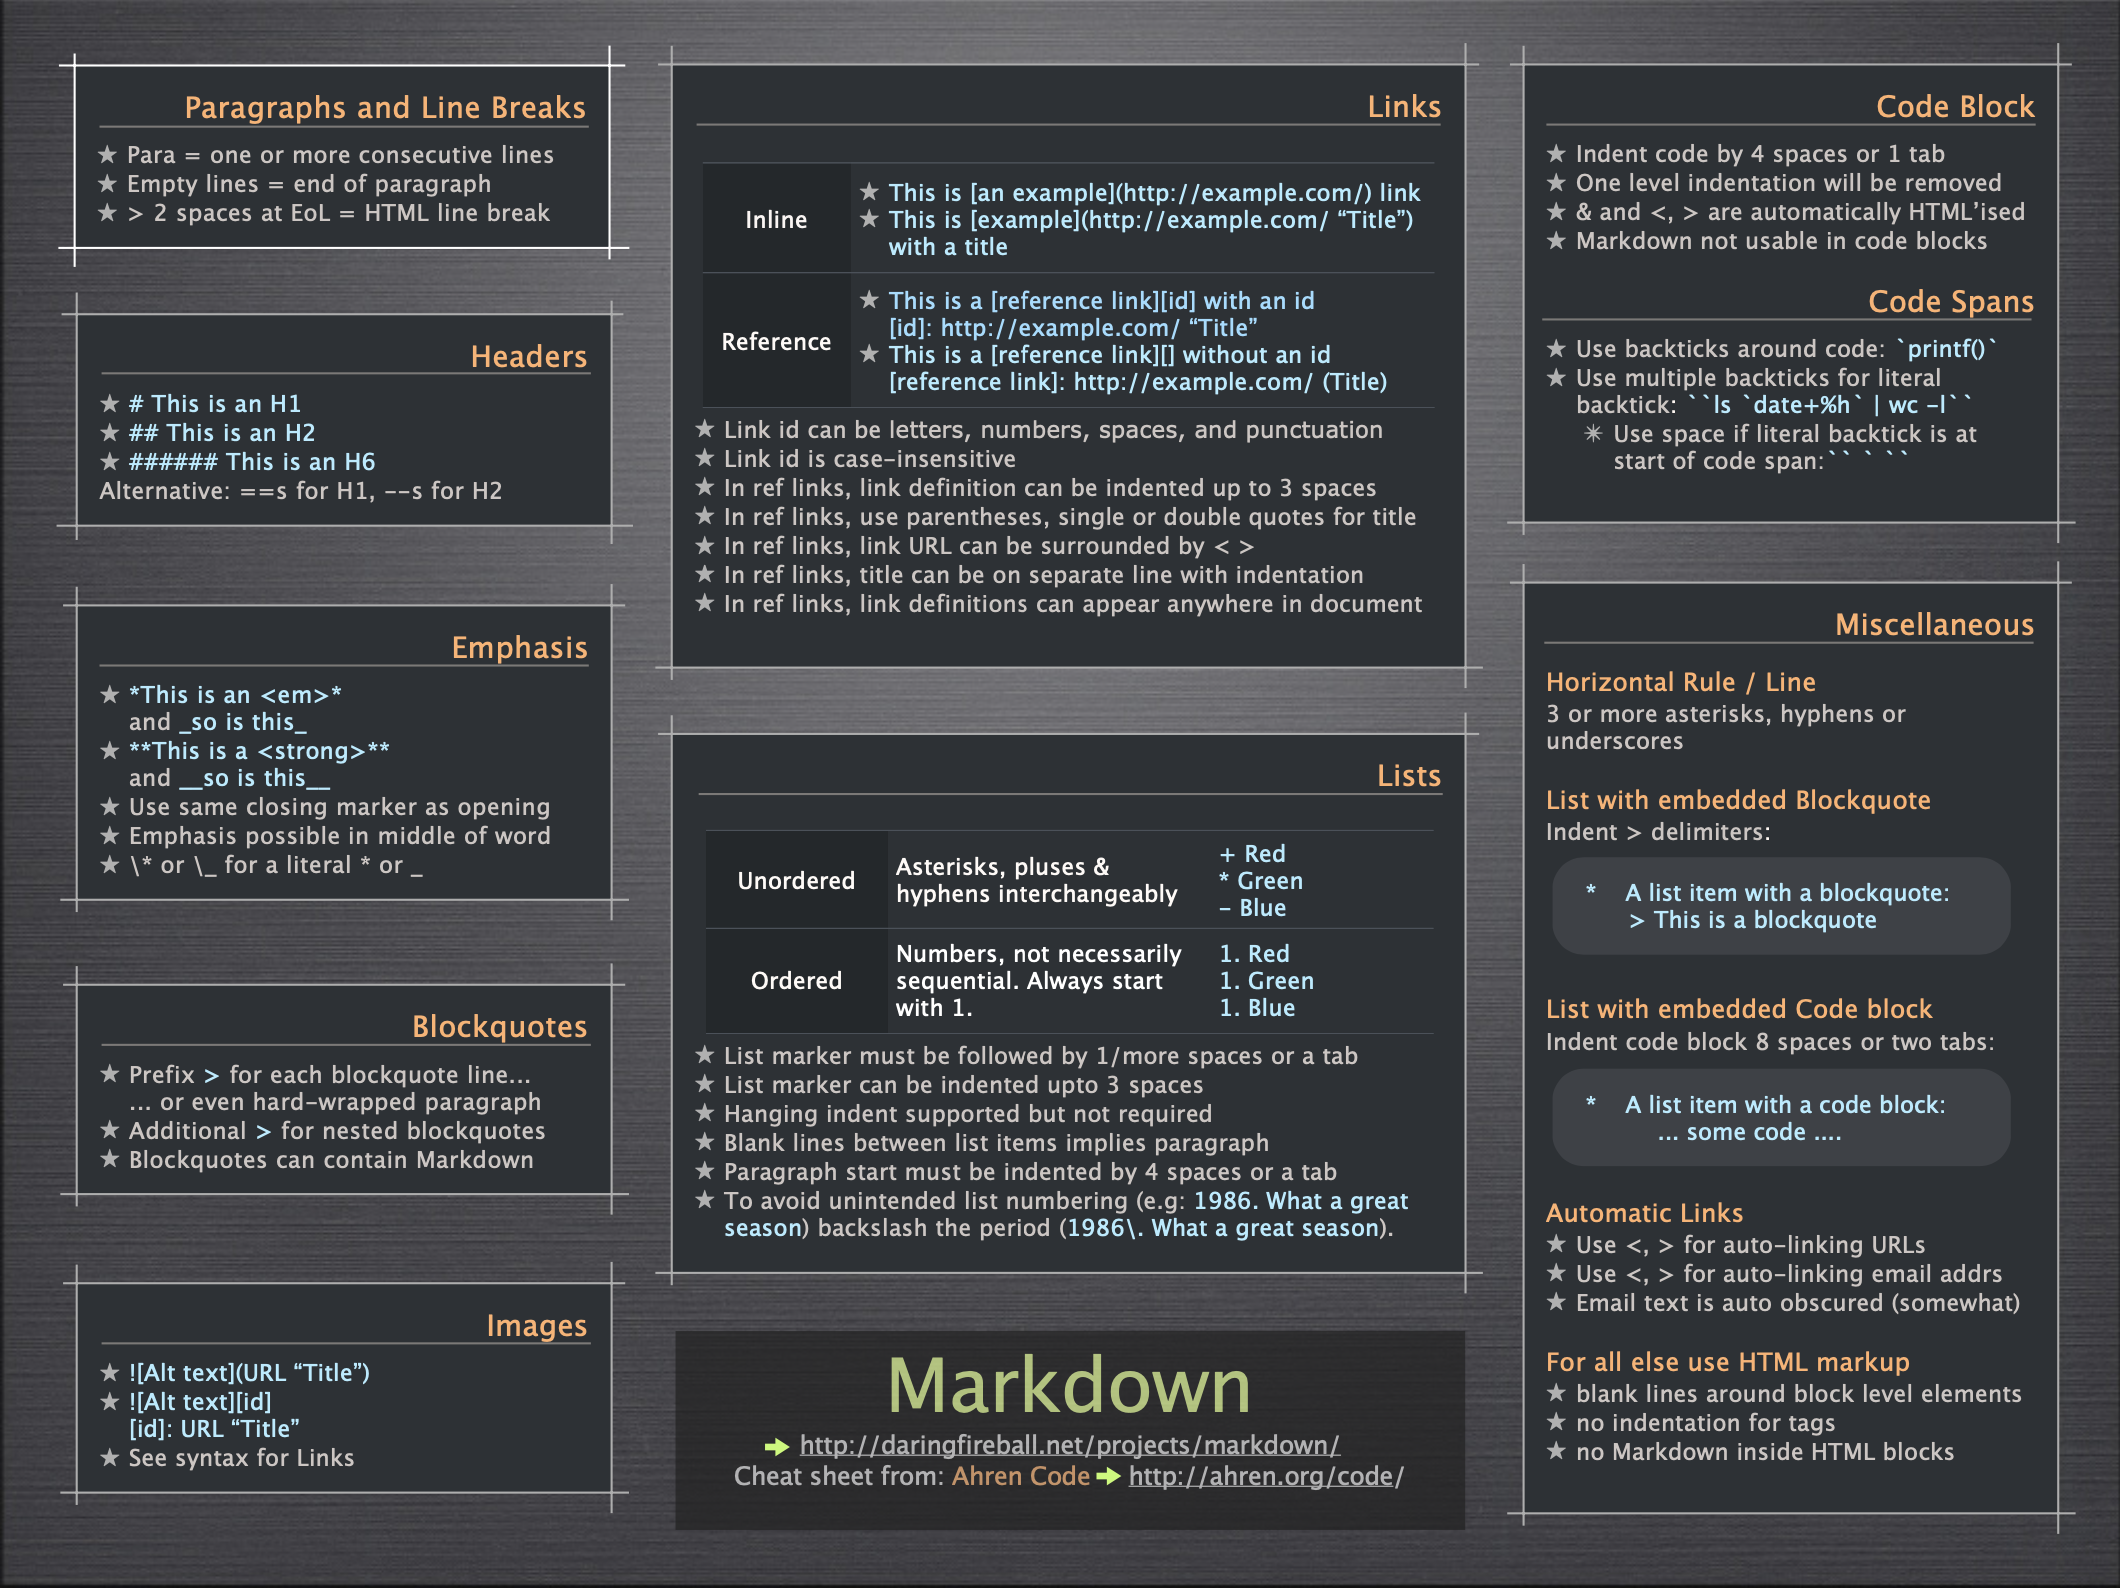 Paragraphs and Line Breaks
★ Para = one or more consecutive lines
★ Empty lines = end of paragraph
★ > 2 spaces at EoL = HTML line break
Headers
★ # This is an H1
★ ## This is an H2
★ ###### This is an H6
Alternative: ==s for H1, --s for H2
Emphasis
★ *This is an <em>*
and _so is this_
★ **This is a <strong>**
and __so is this__
★ Use same closing marker as opening
★ Emphasis possible in middle of word
★ \* or \_ for a literal * or _
Blockquotes
★ Prefix > for each blockquote line...
... or even hard-wrapped paragraph
★ Additional > for nested blockquotes
★ Blockquotes can contain Markdown
Images
★ ![Alt text](URL “Title”)
★ ![Alt text][id]
[id]: URL “Title”
★ See syntax for Links
Links
Inline
★ This is [an example](http://example.com/) link
★ This is [example](http://example.com/ “Title”)
with a title
Reference
★ This is a [reference link][id] with an id
[id]: http://example.com/ “Title”
★ This is a [reference link][] without an id
[reference link]: http://example.com/ (Title)
★ Link id can be letters, numbers, spaces, and punctuation
★ Link id is case-insensitive
★ In ref links, link definition can be indented up to 3 spaces
★ In ref links, use parentheses, single or double quotes for title
★ In ref links, link URL can be surrounded by < >
★ In ref links, title can be on separate line with indentation
★ In ref links, link definitions can appear anywhere in document
Lists
Unordered
Asterisks, pluses &
hyphens interchangeably
+ Red
* Green
- Blue
Ordered
Numbers, not necessarily
sequential. Always start
with 1.
1. Red
1. Green
1. Blue
★ List marker must be followed by 1/more spaces or a tab
★ List marker can be indented upto 3 spaces
★ Hanging indent supported but not required
★ Blank lines between list items implies paragraph
★ Paragraph start must be indented by 4 spaces or a tab
★ To avoid unintended list numbering (e.g: 1986. What a great
season) backslash the period (1986\. What a great season).
Markdown
➡ http://daringfireball.net/projects/markdown/
Cheat sheet from: Ahren Code ➡ http://ahren.org/code/
Code Block
★ Indent code by 4 spaces or 1 tab
★ One level indentation will be removed
★ & and <, > are automatically HTML’ised
★ Markdown not usable in code blocks
Code Spans
★ Use backticks around code: `printf()`
★ Use multiple backticks for literal
backtick: ``ls `date+%h` | wc -l``
✳ Use space if literal backtick is at
start of code span:`` ` ``
Miscellaneous
Horizontal Rule / Line
3 or more asterisks, hyphens or
underscores
List with embedded Blockquote
Indent > delimiters:
* A list item with a blockquote:
> This is a blockquote
List with embedded Code block
Indent code block 8 spaces or two tabs:
* A list item with a code block:
... some code ....
Automatic Links
★ Use <, > for auto-linking URLs
★ Use <, > for auto-linking email addrs
★ Email text is auto obscured (somewhat)
For all else use HTML markup
★ blank lines around block level elements
★ no indentation for tags
★ no Markdown inside HTML blocks